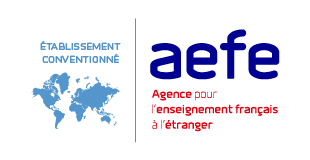 ÉTABLISSEMENT
CONVENTIONNÉ
aefe
Agence pour
l'enseignement français
à l'étranger